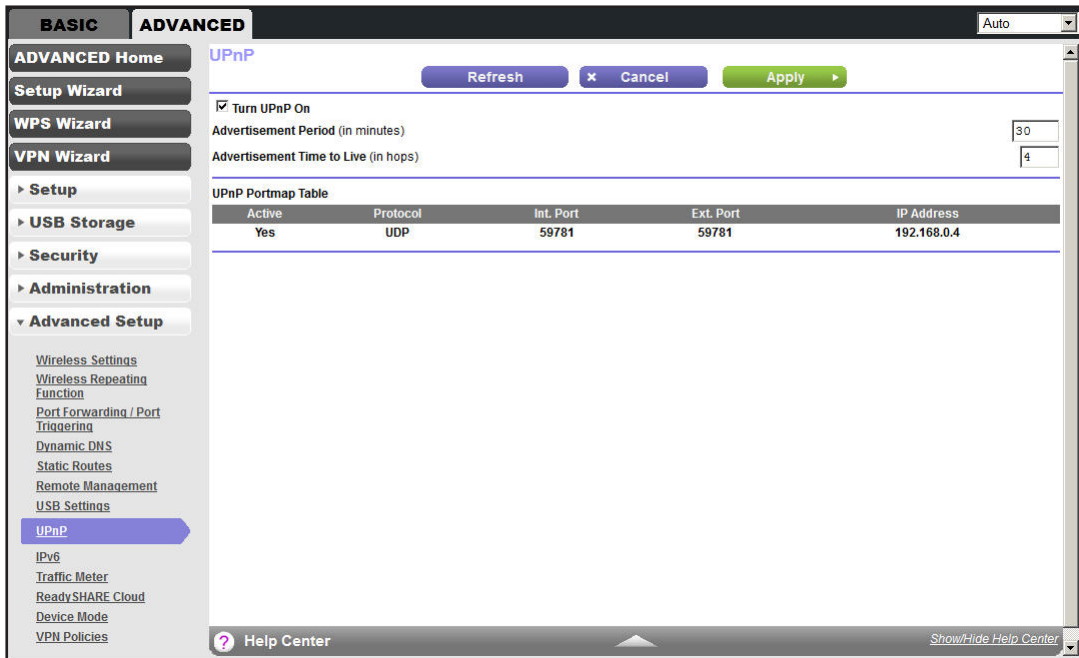 BASIC
ADVANCED
Auto
ADVANCED Home
Setup Wizard
WPS Wizard
VPN Wizard
Setup
USB Storage
Security
Administration
Advanced Setup
Wireless Settings
Wireless Repeating
Function
Port Forwarding / Port
Triggering
Dynamic DNS
Static Routes
Remote Management
USB Settings
UPnP
IPv6
Traffic Meter
ReadySHARE Cloud
Device Mode
VPN Policies
UPnP
Refresh
× Cancel
Apply
Turn UPnP On
Advertisement Period (in minutes) 30
Advertisement Time to Live (in hops) 4
UPnP Portmap Table
Active Protocol Int. Port Ext. Port IP Address
Yes UDP 59781 59781 192.168.0.4
? Help Center
Show/Hide Help Center